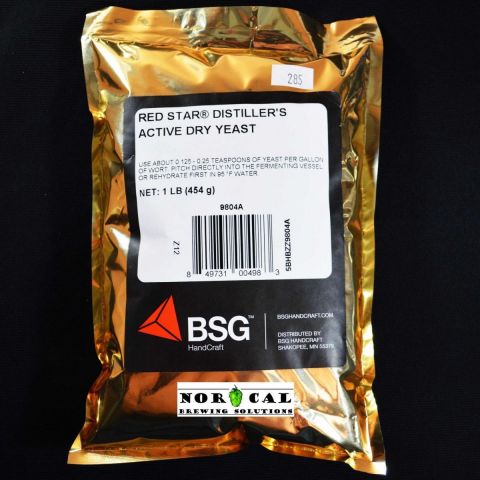 285
RED STAR® DISTILLER'S
ACTIVE DRY YEAST
USE ABOUT 0.125 - 0.25 TEASPOONS OF YEAST PER GALLON
OF WORT. PITCH DIRECTLY INTO THE FERMENTING VESSEL
OR REHYDRATE FIRST IN 95 °F WATER.
NET: 1 LB (454 g)
9804A
Z12
8 49731 00498 3
5BHBZZ9804A
BSG™
HandCraft
BSGHANDCRAFT.COM
DISTRIBUTED BY
BSG HANDCRAFT
SHAKOPEE, MN 55379
NOR CAL
BREWING SOLUTIONS